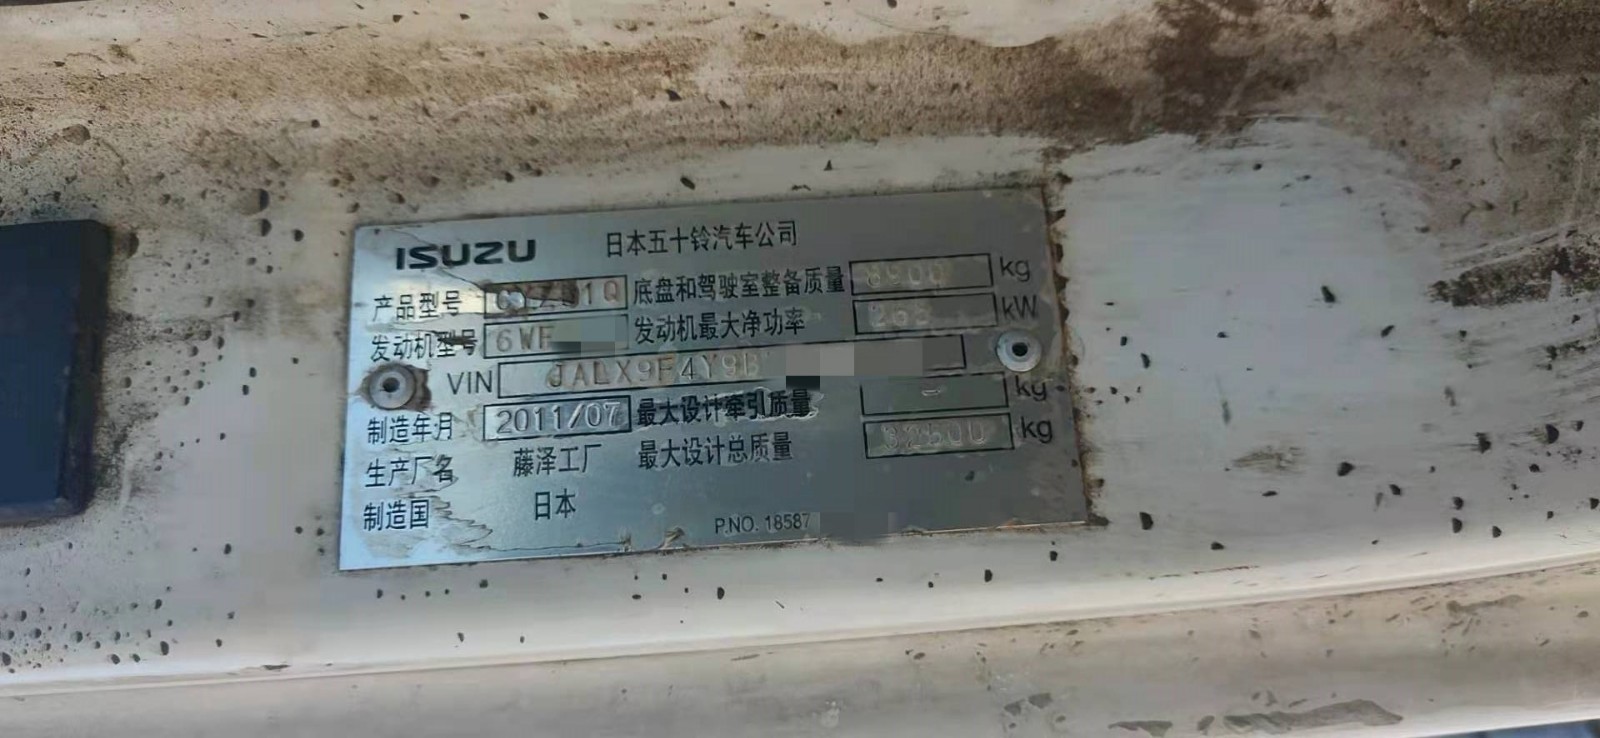 ISUZU 日本五十铃汽车公司
产品型号 底盘和驾驶室整备质量 kg
发动机型号 6WF 发动机最大净功率 265 kW
VIN JALX9F4Y9B
制造年月 2011/07 最大设计牵引质量 - kg
生产厂名 藤泽工厂 最大设计总质量 kg
制造国 日本
P.NO. 18587